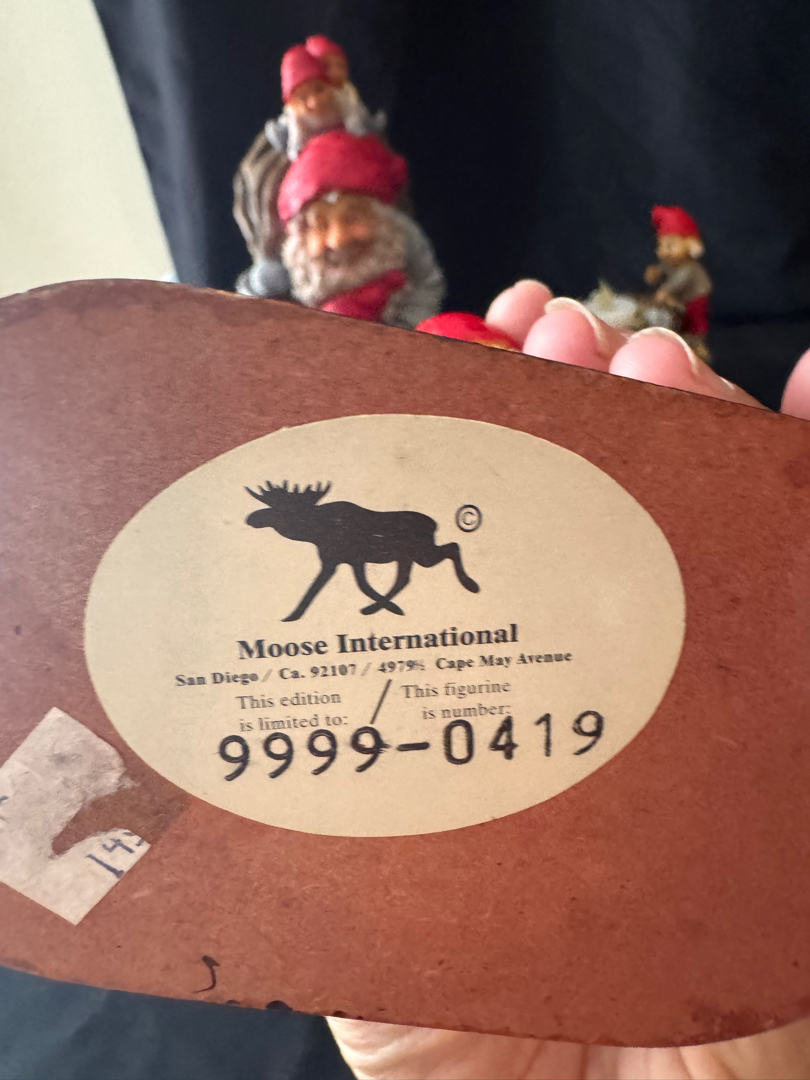 ©
Moose International
San Diego / Ca. 92107 / 4979½ Cape May Avenue
This edition is limited to: / This figurine is number:
9999-0419